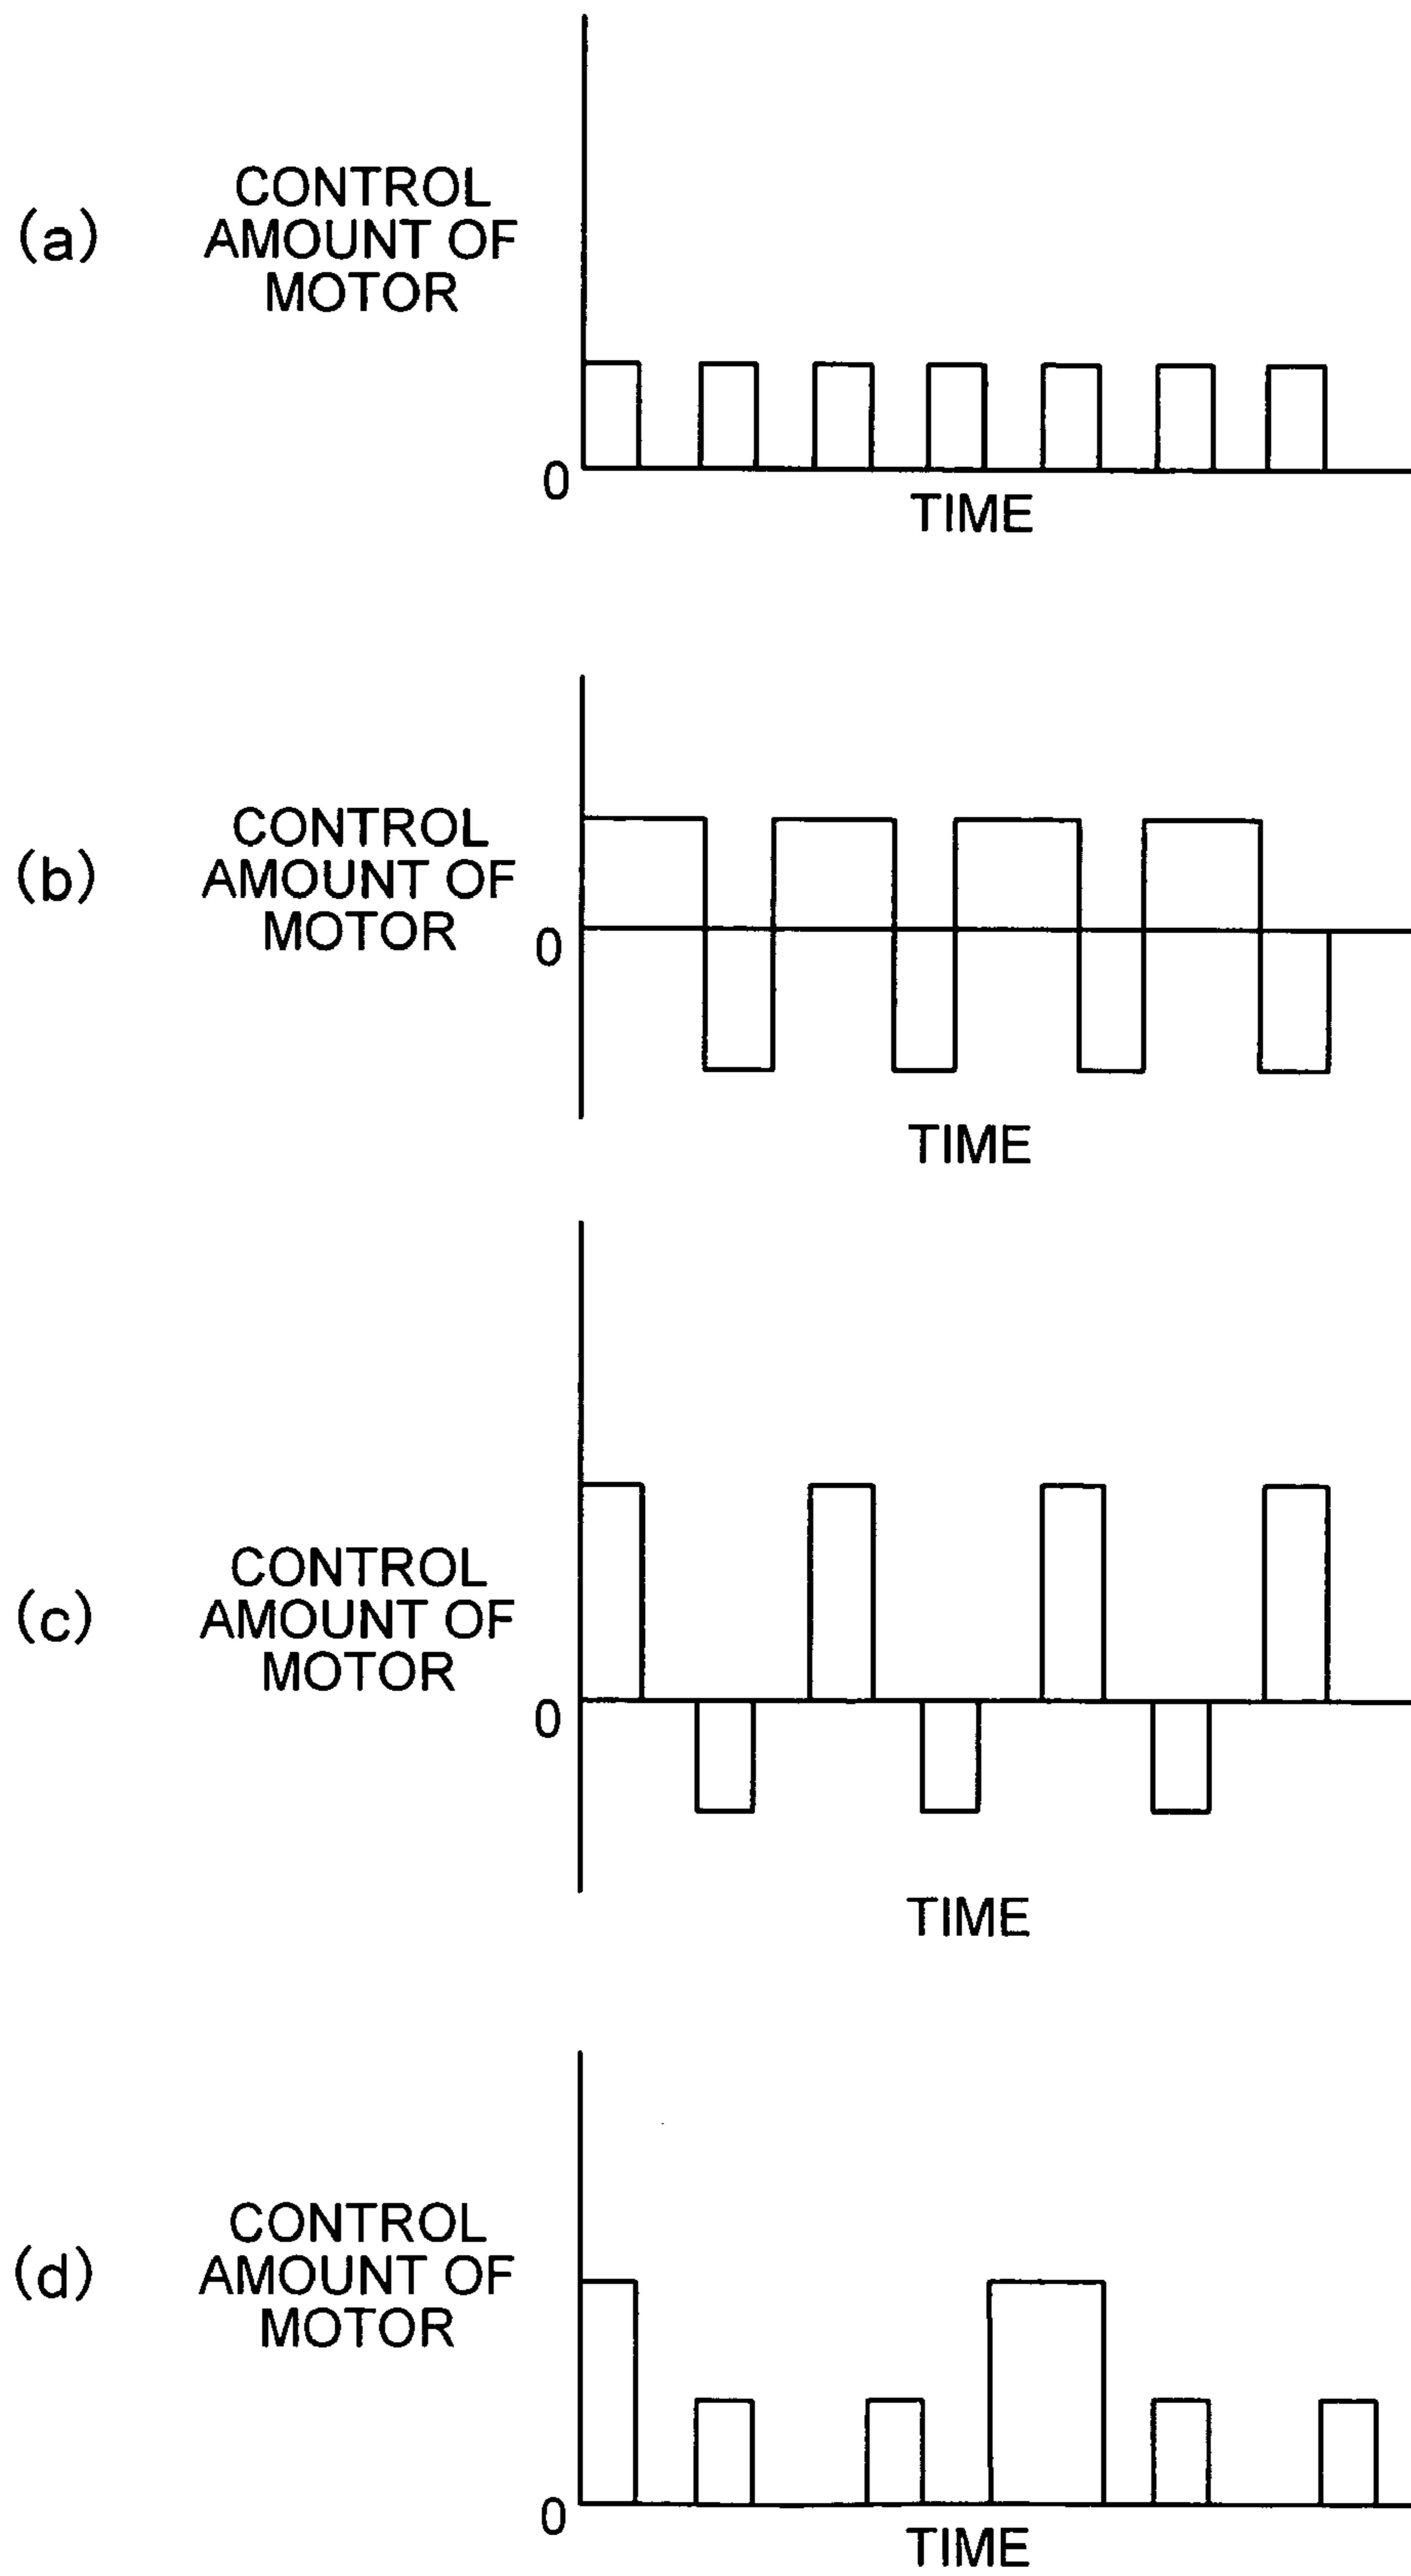 (a)
CONTROL
AMOUNT OF
MOTOR
0
TIME
(b)
CONTROL
AMOUNT OF
MOTOR
0
TIME
(c)
CONTROL
AMOUNT OF
MOTOR
0
TIME
(d)
CONTROL
AMOUNT OF
MOTOR
0
TIME